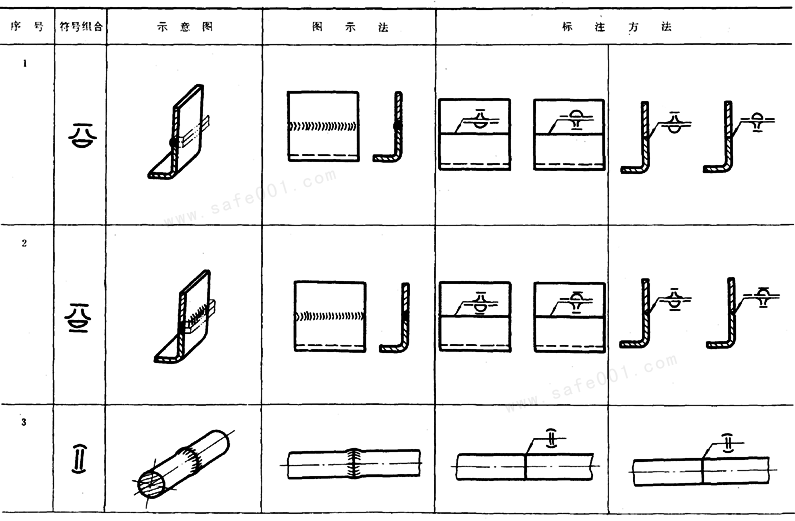 序 号 符号组合 示 意 图 图 示 法 标 注 方 法
1
2
3
www.safe001.com
www.safe001.com